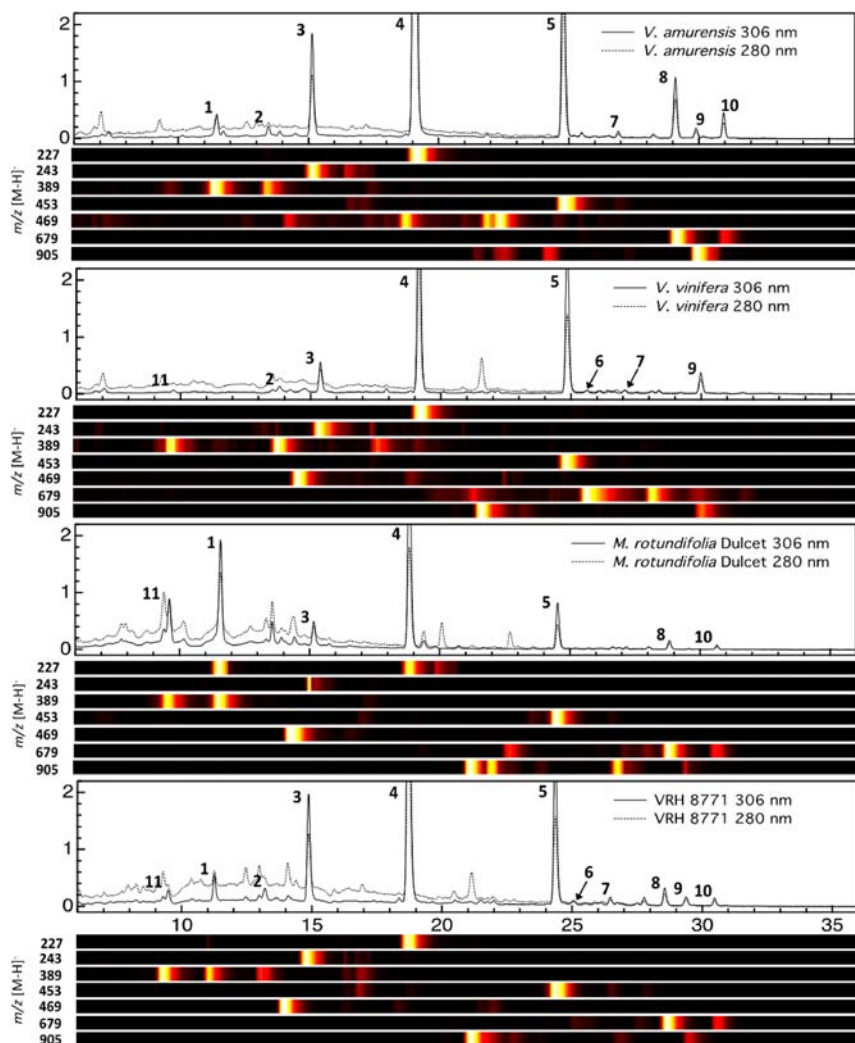 2
1
0
1 2 3 4 5 7 8 9 10
V. amurensis 306 nm
V. amurensis 280 nm
m/z [M-H]-
227
243
389
453
469
679
905
2
1
0
11 2 3 4 5 6 7 9
V. vinifera 306 nm
V. vinifera 280 nm
m/z [M-H]-
227
243
389
453
469
679
905
2
1
0
11 1 3 4 5 8 10
M. rotundifolia Dulcet 306 nm
M. rotundifolia Dulcet 280 nm
m/z [M-H]-
227
243
389
453
469
679
905
2
1
0
11 1 2 3 4 5 6 7 8 9 10
VRH 8771 306 nm
VRH 8771 280 nm
10 15 20 25 30 35
m/z [M-H]-
227
243
389
453
469
679
905